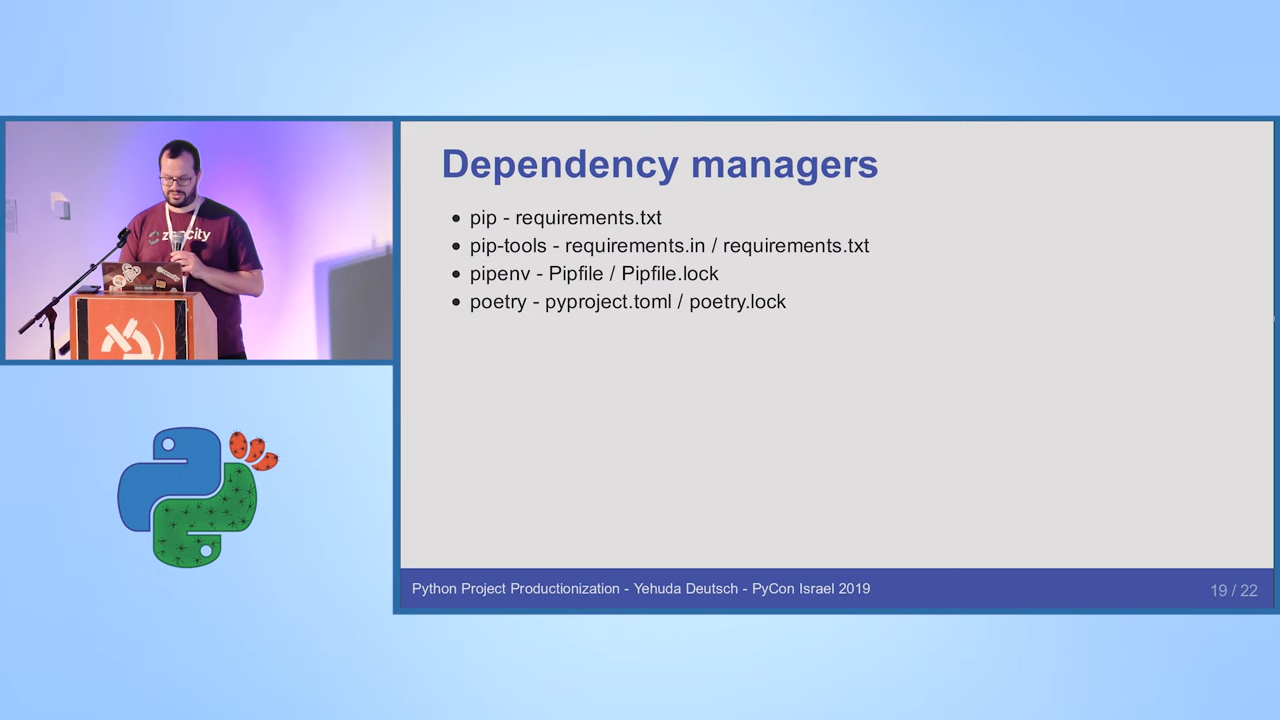 zencity
Dependency managers
pip - requirements.txt
pip-tools - requirements.in / requirements.txt
pipenv - Pipfile / Pipfile.lock
poetry - pyproject.toml / poetry.lock
Python Project Productionization - Yehuda Deutsch - PyCon Israel 2019
19 / 22